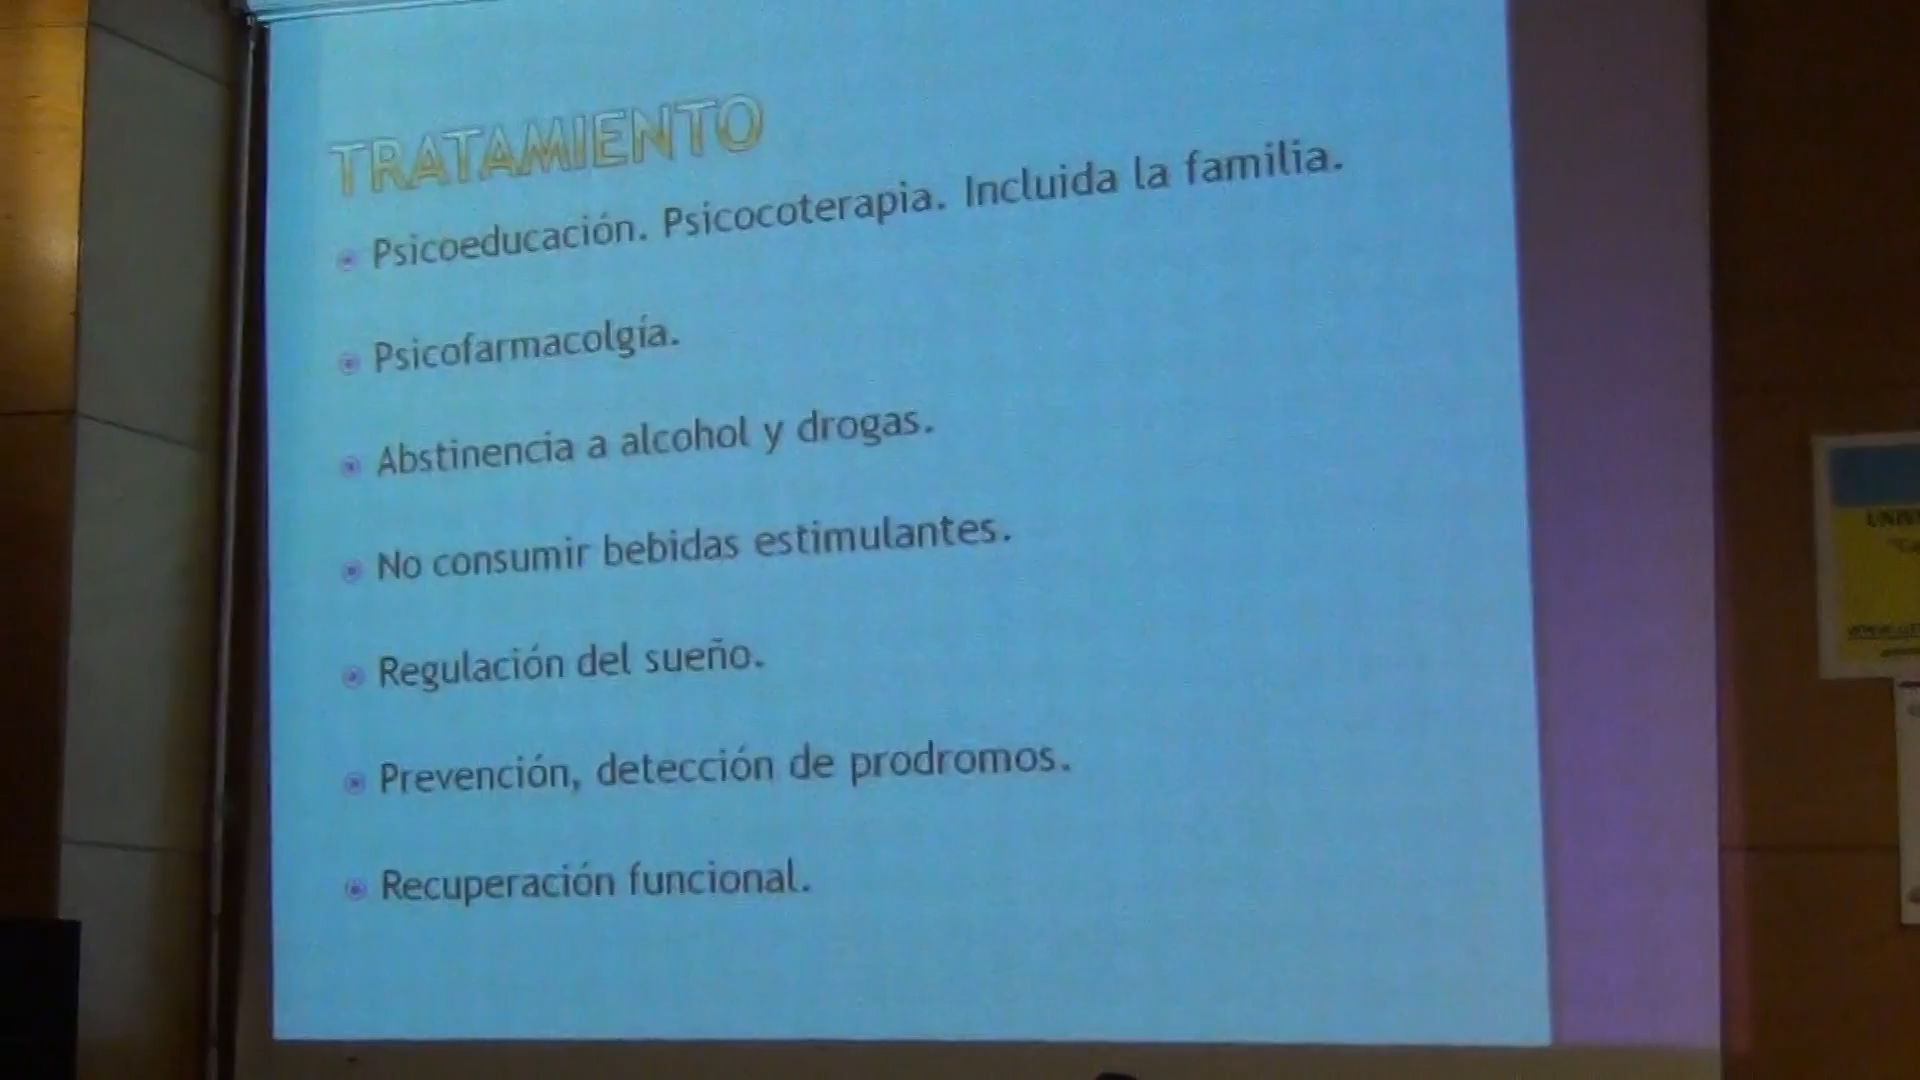 TRATAMIENTO
Psicoeducación. Psicocoterapia. Incluida la familia.
Psicofarmacolgía.
Abstinencia a alcohol y drogas.
No consumir bebidas estimulantes.
Regulación del sueño.
Prevención, detección de prodromos.
Recuperación funcional.